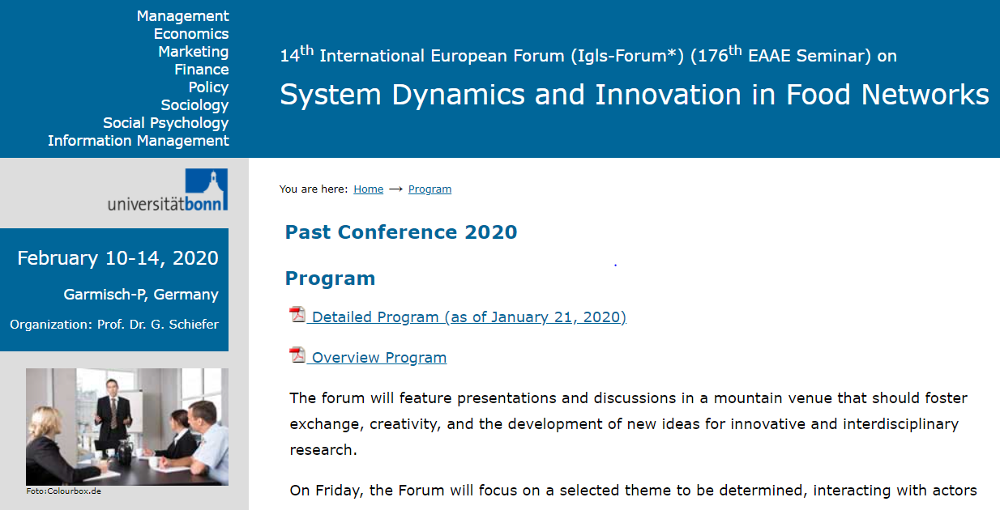 Management
Economics
Marketing
Finance
Policy
Sociology
Social Psychology
Information Management
14th International European Forum (Igls-Forum*) (176th EAAE Seminar) on
System Dynamics and Innovation in Food Networks
universitätbonn
February 10-14, 2020
Garmisch-P, Germany
Organization: Prof. Dr. G. Schiefer
Foto:Colourbox.de
You are here: Home → Program
Past Conference 2020
Program
Detailed Program (as of January 21, 2020)
Overview Program
The forum will feature presentations and discussions in a mountain venue that should foster
exchange, creativity, and the development of new ideas for innovative and interdisciplinary
research.
On Friday, the Forum will focus on a selected theme to be determined, interacting with actors